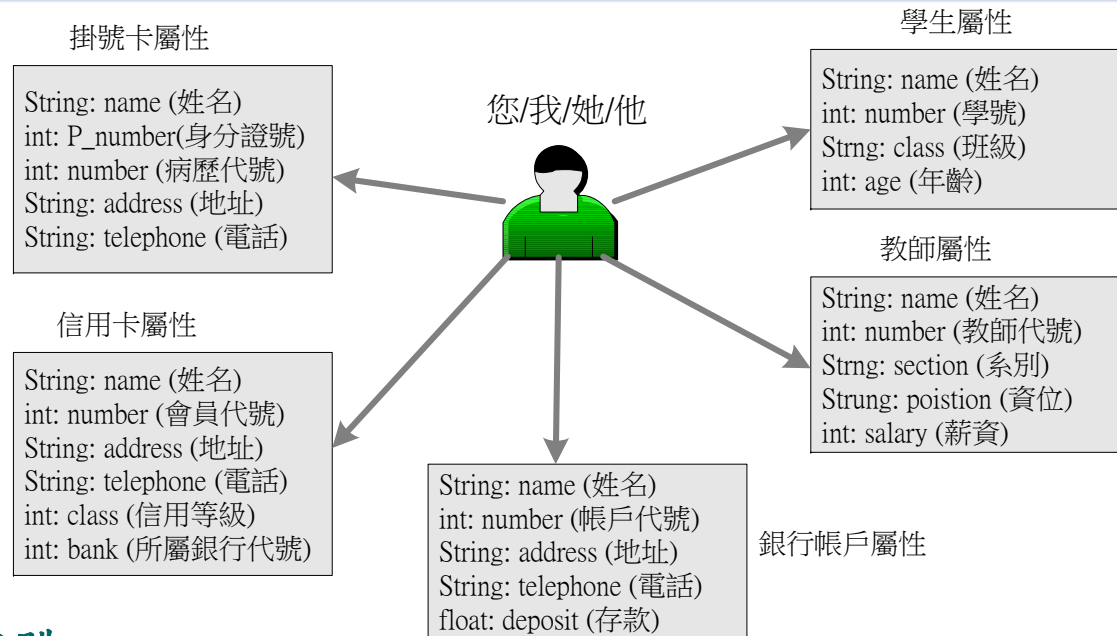 掛號卡屬性
String: name (姓名)
int: P_number(身分證號)
int: number (病歷代號)
String: address (地址)
String: telephone (電話)
您/我/她/他
學生屬性
String: name (姓名)
int: number (學號)
Strng: class (班級)
int: age (年齡)
教師屬性
String: name (姓名)
int: number (教師代號)
Strng: section (系別)
Strung: poistion (資位)
int: salary (薪資)
信用卡屬性
String: name (姓名)
int: number (會員代號)
String: address (地址)
String: telephone (電話)
int: class (信用等級)
int: bank (所屬銀行代號)
String: name (姓名)
int: number (帳戶代號)
String: address (地址)
String: telephone (電話)
float: deposit (存款)
銀行帳戶屬性